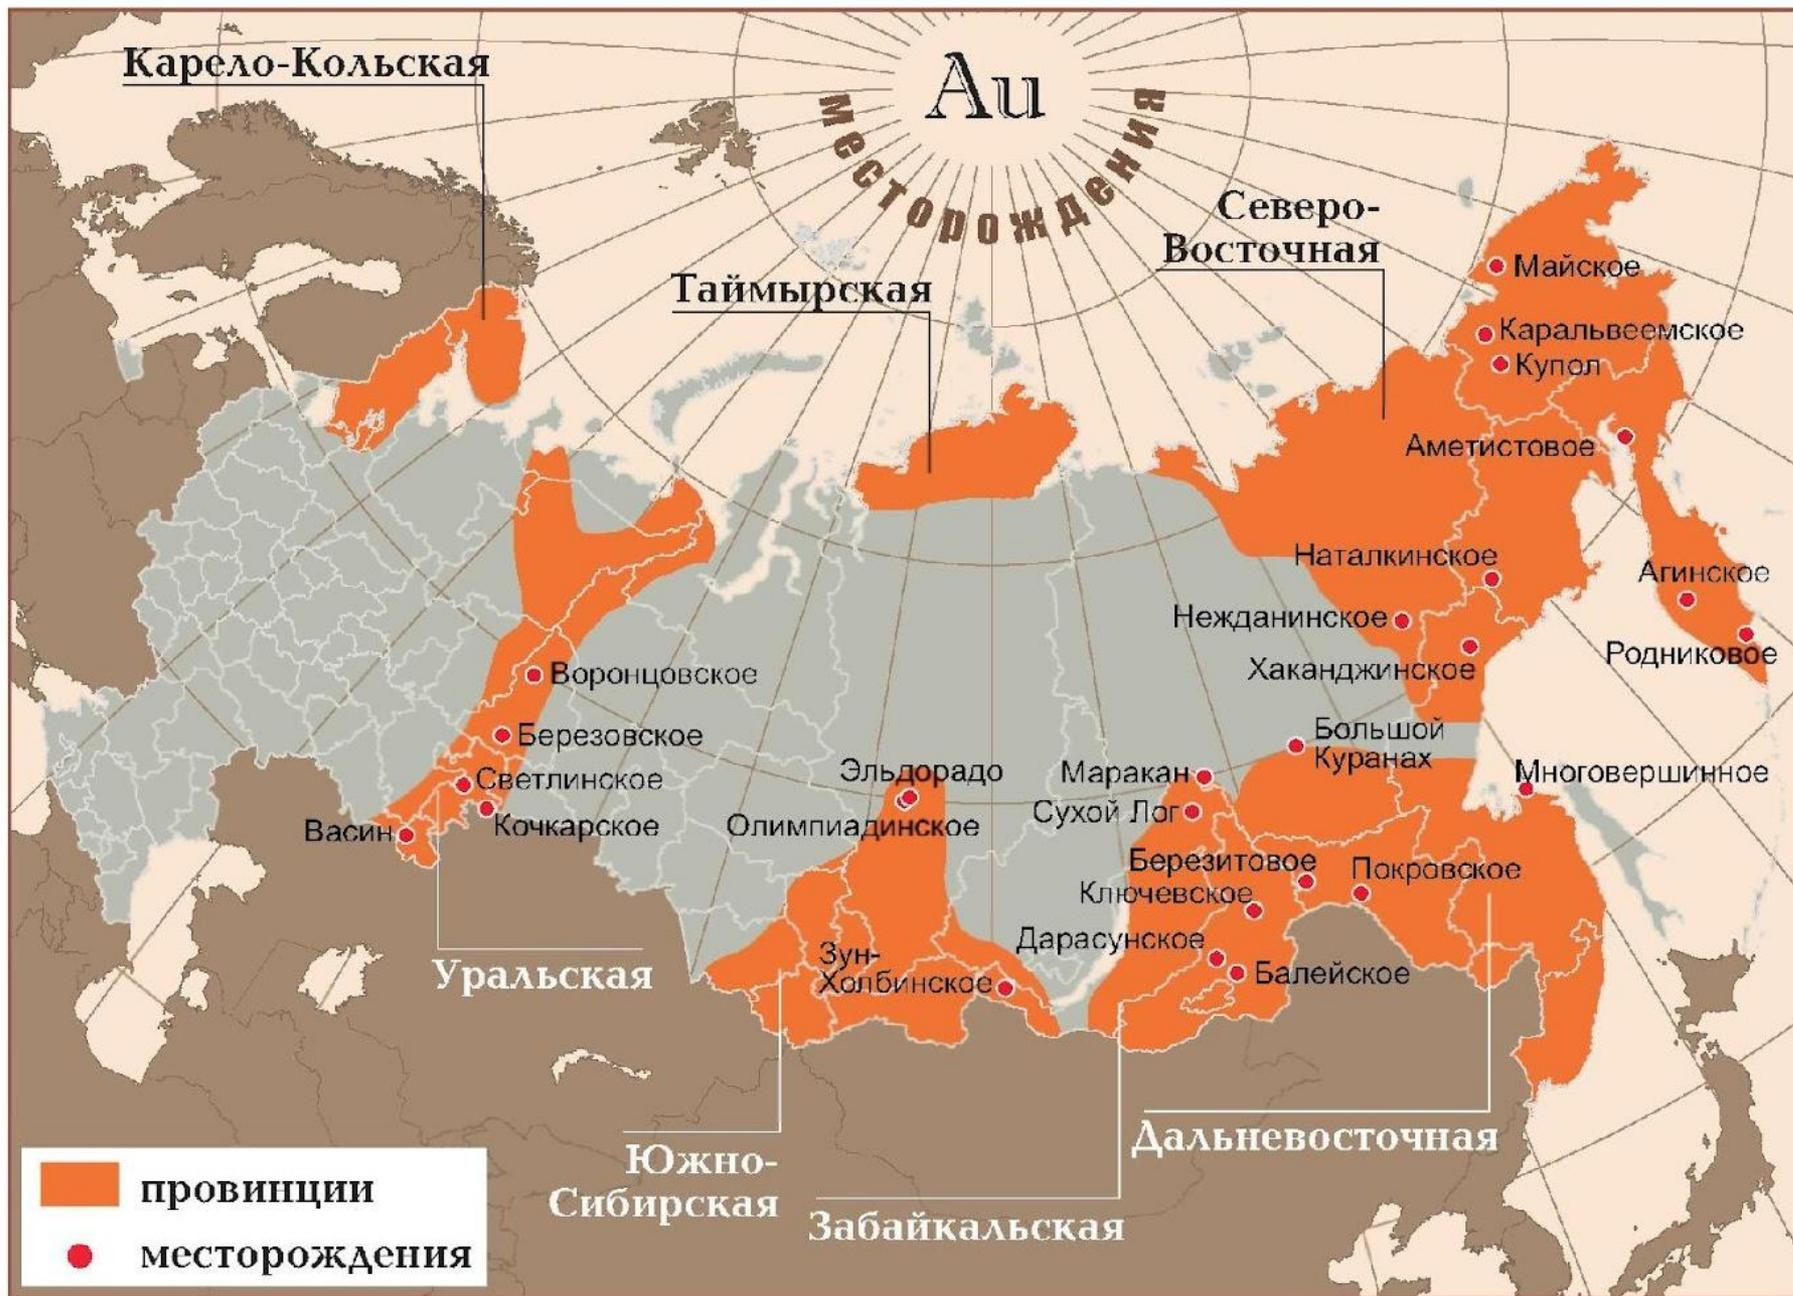 Au
месторождения
Карело-Кольская
Северо-
Восточная
Таймырская
Майское
Каральвеемское
Купол
Аметистовое
Наталкинское
Агинское
Нежданинское
Родниковое
Хаканджинское
Воронцовское
Большой
Куранах
Березовское
Эльдорадо
Маракан
Многовершинное
Светлинское
Сухой Лог
Васин
Кочкарское
Олимпиадинское
Березитовое
Покровское
Ключевское
Дарасунское
Зун-
Холбинское
Балейское
Уральская
Дальневосточная
Южно-
Сибирская
Забайкальская
провинции
месторождения